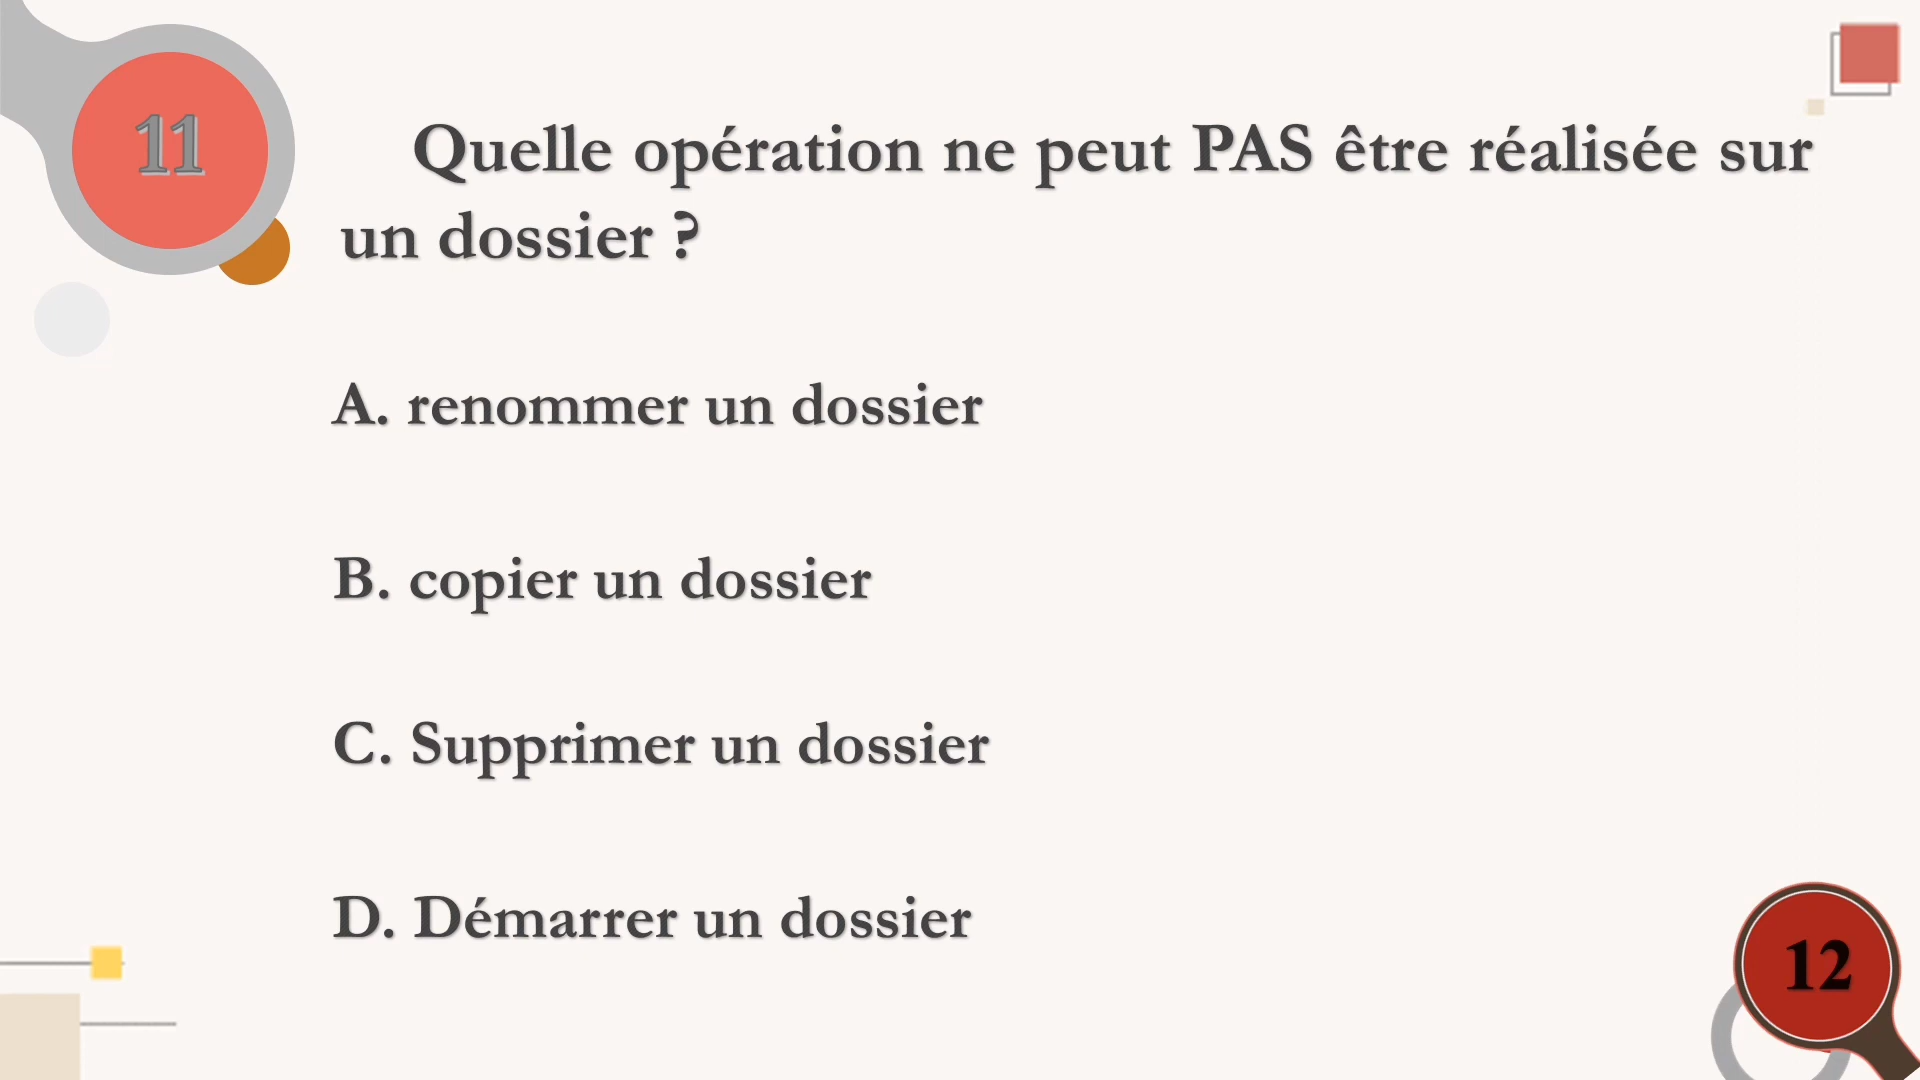 11
Quelle opération ne peut PAS être réalisée sur
un dossier ?
A. renommer un dossier
B. copier un dossier
C. Supprimer un dossier
D. Démarrer un dossier
12